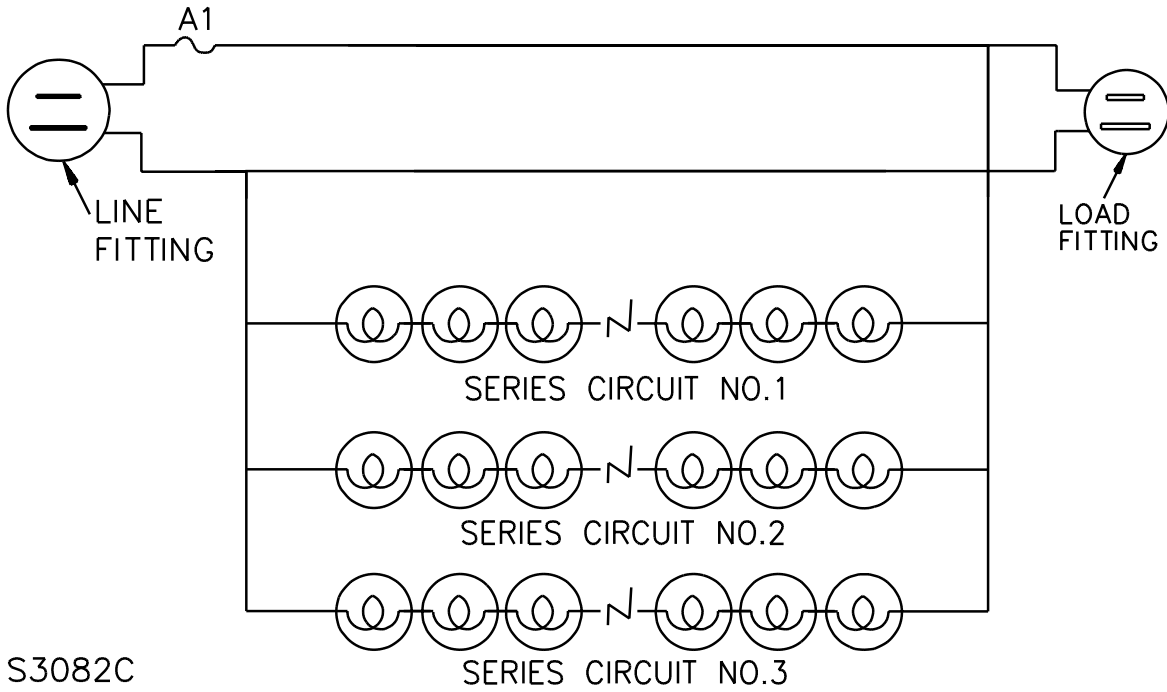 A1
LINE
FITTING
LOAD
FITTING
SERIES CIRCUIT NO.1
SERIES CIRCUIT NO.2
SERIES CIRCUIT NO.3
S3082C